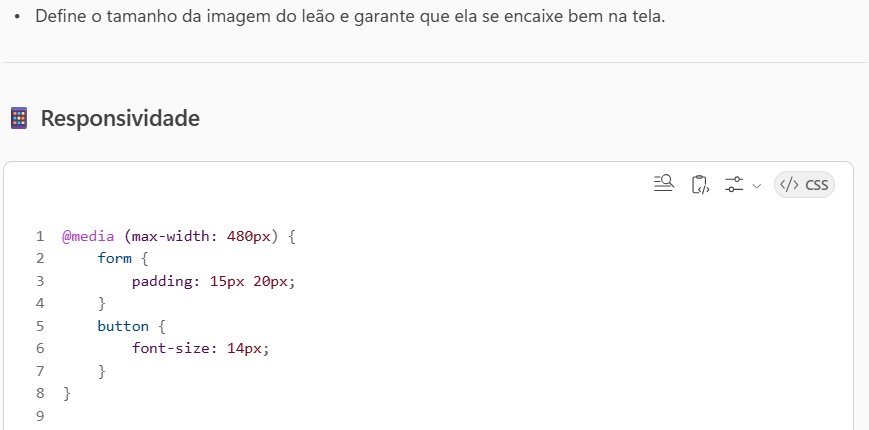 • Define o tamanho da imagem do leão e garante que ela se encaixe bem na tela.
Responsividade
</> CSS
1 @media (max-width: 480px) {
2     form {
3         padding: 15px 20px;
4     }
5     button {
6         font-size: 14px;
7     }
8 }
9